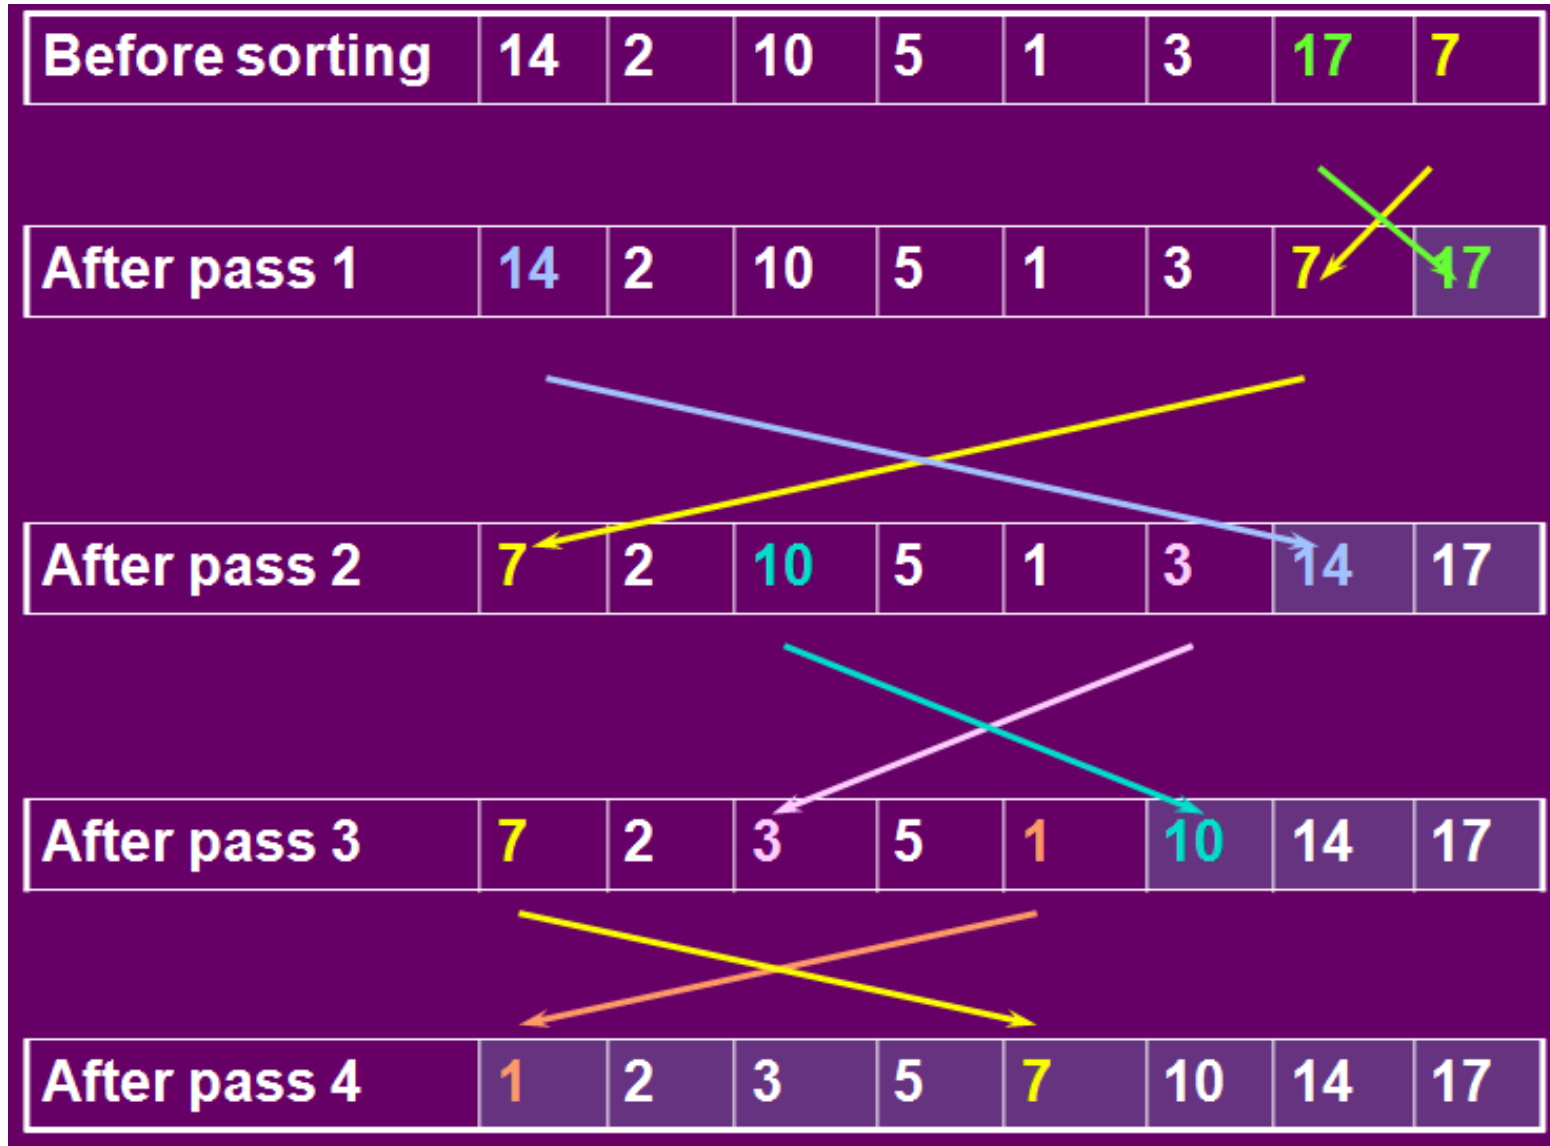 Before sorting 14 2 10 5 1 3 17 7
After pass 1 14 2 10 5 1 3 7 17
After pass 2 7 2 10 5 1 3 14 17
After pass 3 7 2 3 5 1 10 14 17
After pass 4 1 2 3 5 7 10 14 17